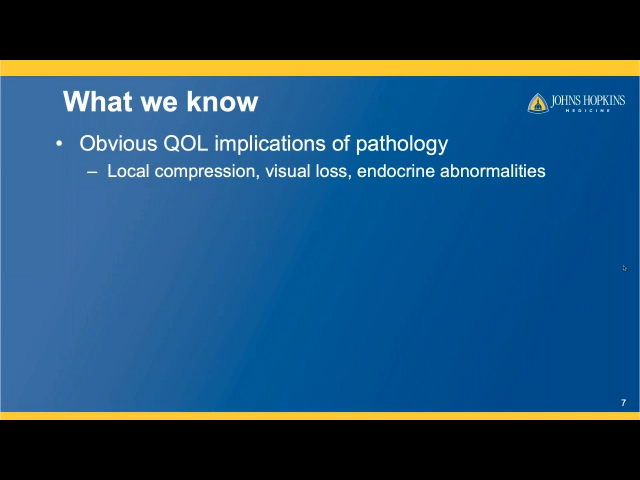 What we know
JOHNS HOPKINS
MEDICINE
• Obvious QOL implications of pathology
– Local compression, visual loss, endocrine abnormalities
7